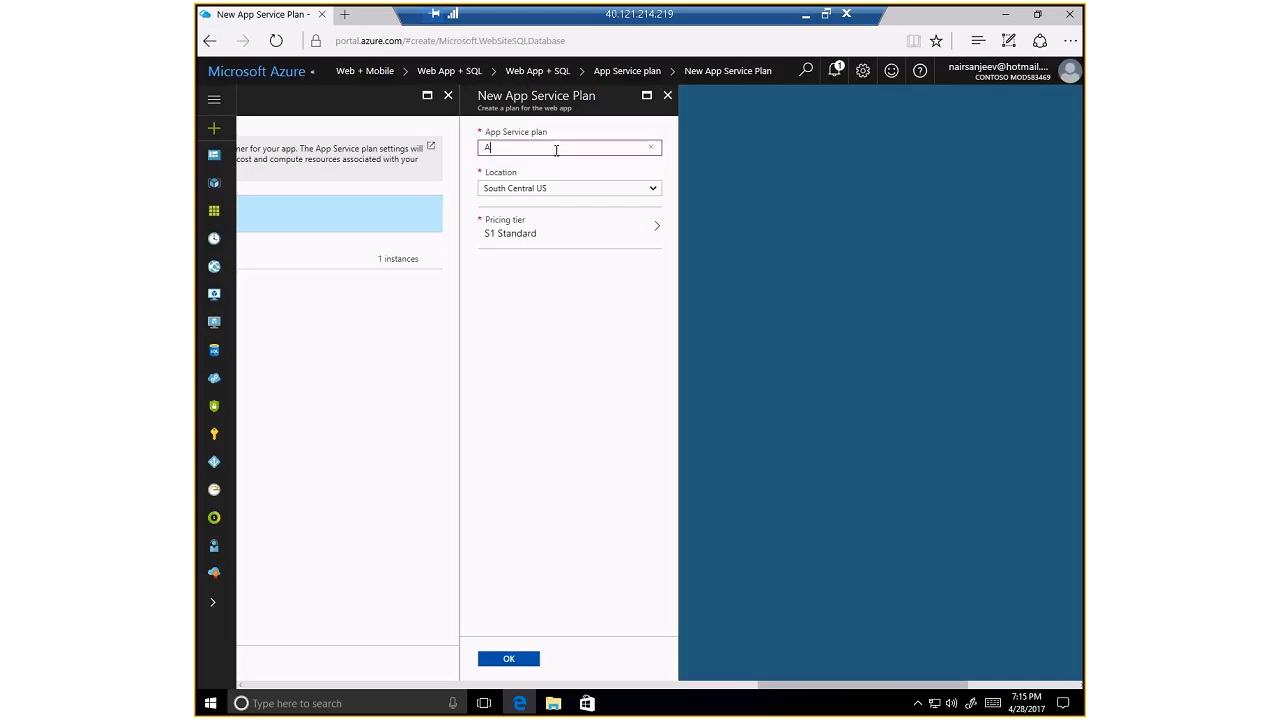 New App Service Plan -
40.121.214.219
portal.azure.com/#create/Microsoft.WebSiteSQLDatabase
Microsoft Azure
Web + Mobile
Web App + SQL
Web App + SQL
App Service plan
New App Service Plan
1
nairsanjeev@hotmail....
CONTOSO MOD583469
New App Service Plan
Create a plan for the web app
ner for your app. The App Service plan settings will
cost and compute resources associated with your
* App Service plan
A
* Location
South Central US
* Pricing tier
S1 Standard
1 instances
OK
Type here to search
7:15 PM
4/28/2017